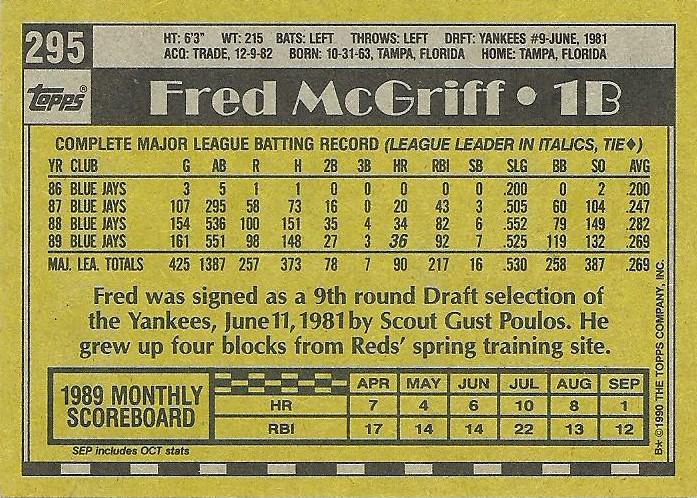 295
HT: 6'3" WT: 215 BATS: LEFT THROWS: LEFT DRFT: YANKEES #9-JUNE, 1981
ACQ: TRADE, 12-9-82 BORN: 10-31-63, TAMPA, FLORIDA HOME: TAMPA, FLORIDA
TOPPS®
Fred McGriff • 1B
COMPLETE MAJOR LEAGUE BATTING RECORD (LEAGUE LEADER IN ITALICS, TIE♦)
YR CLUB G AB R H 2B 3B HR RBI SB SLG BB SO AVG
86 BLUE JAYS 3 5 1 1 0 0 0 0 0 .200 0 2 .200
87 BLUE JAYS 107 295 58 73 16 0 20 43 3 .505 60 104 .247
88 BLUE JAYS 154 536 100 151 35 4 34 82 6 .552 79 149 .282
89 BLUE JAYS 161 551 98 148 27 3 36 92 7 .525 119 132 .269
MAJ. LEA. TOTALS 425 1387 257 373 78 7 90 217 16 .530 258 387 .269
Fred was signed as a 9th round Draft selection of
the Yankees, June 11, 1981 by Scout Gust Poulos. He
grew up four blocks from Reds' spring training site.
1989 MONTHLY
SCOREBOARD
APR MAY JUN JUL AUG SEP
HR 7 4 6 10 8 1
RBI 17 14 14 22 13 12
SEP includes OCT stats
B* ©1990 THE TOPPS COMPANY, INC.